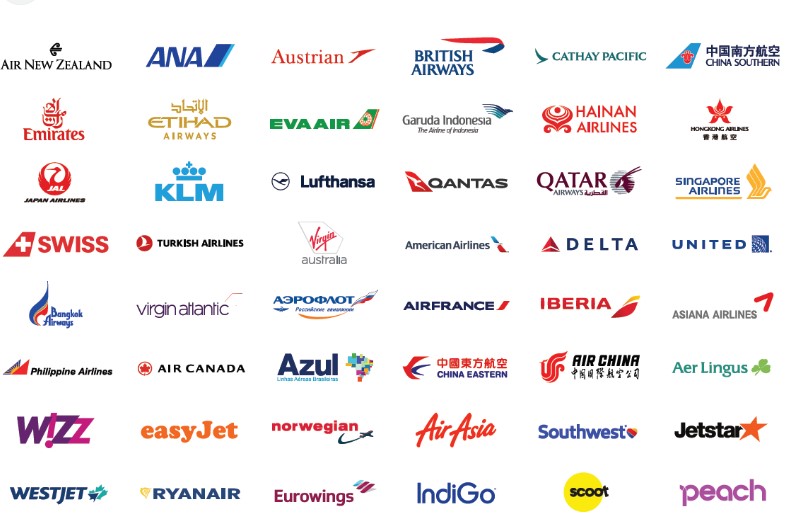 AIR NEW ZEALAND
ANA
Austrian
BRITISH
AIRWAYS
CATHAY PACIFIC
中国南方航空
CHINA SOUTHERN
Emirates
الإتحاد
ETIHAD
AIRWAYS
EVA AIR
Garuda Indonesia
The Airline of Indonesia
HAINAN
AIRLINES
HONGKONG AIRLINES
香港航空
JAL
JAPAN AIRLINES
KLM
Lufthansa
QANTAS
QATAR
AIRWAYS القطرية
SINGAPORE
AIRLINES
SWISS
TURKISH AIRLINES
Virgin
australia
American Airlines
DELTA
UNITED
Bangkok
Airways
virgin atlantic
АЭРОФЛОТ
Российские авиалинии
AIRFRANCE
IBERIA
ASIANA AIRLINES
Philippine Airlines
AIR CANADA
Azul
Linhas Aéreas Brasileiras
中國東方航空
CHINA EASTERN
AIR CHINA
中国国際航空公司
Aer Lingus
WIZZ
easyJet
norwegian
AirAsia
Southwest
Jetstar
WESTJET
RYANAIR
Eurowings
IndiGo
scoot
peach